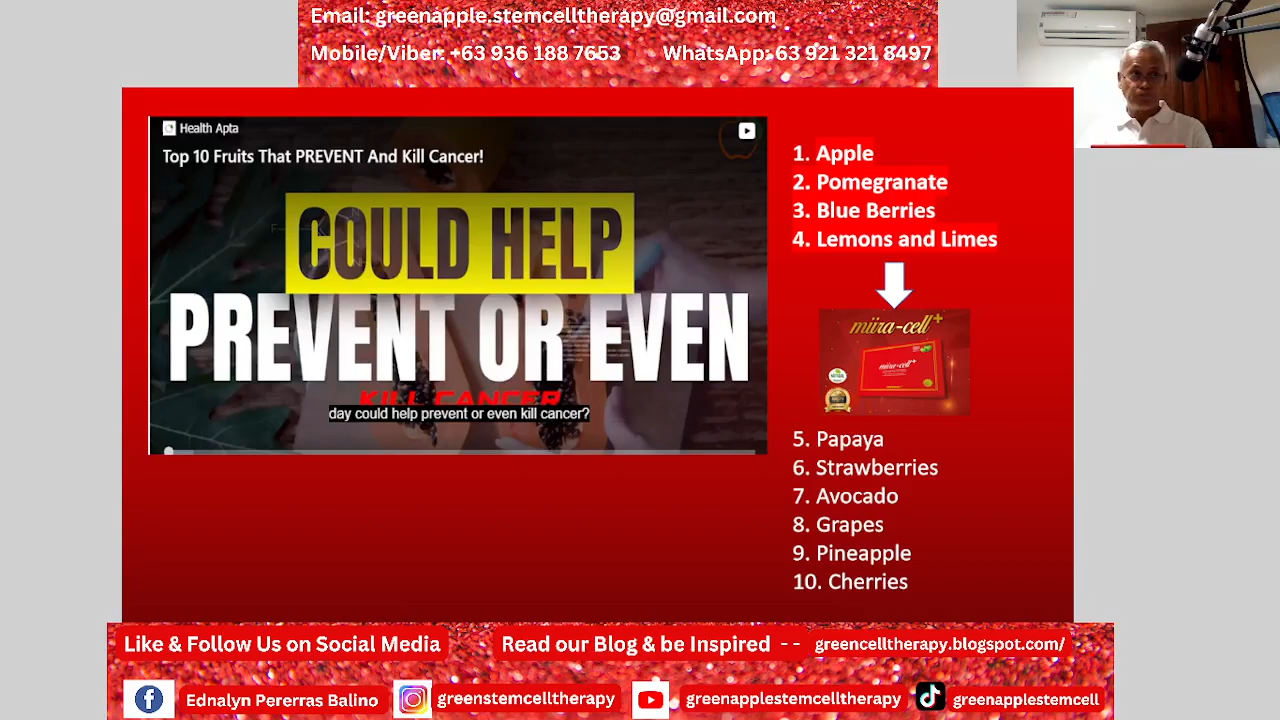 Email: greenapple.stemcelltherapy@gmail.com
Mobile/Viber: +63 936 188 7653 WhatsApp: 63 921 321 8497
Health Apta
Top 10 Fruits That PREVENT And Kill Cancer!
COULD HELP
PREVENT OR EVEN
KILL CANCER
day could help prevent or even kill cancer?
1. Apple
2. Pomegranate
3. Blue Berries
4. Lemons and Limes
miira-cell+
miira-cell+
5. Papaya
6. Strawberries
7. Avocado
8. Grapes
9. Pineapple
10. Cherries
Like & Follow Us on Social Media
Read our Blog & be Inspired - - greencelltherapy.blogspot.com/
Ednalyn Pererras Balino
greenstemcelltherapy
greenapplestemcelltherapy
greenapplestemcell